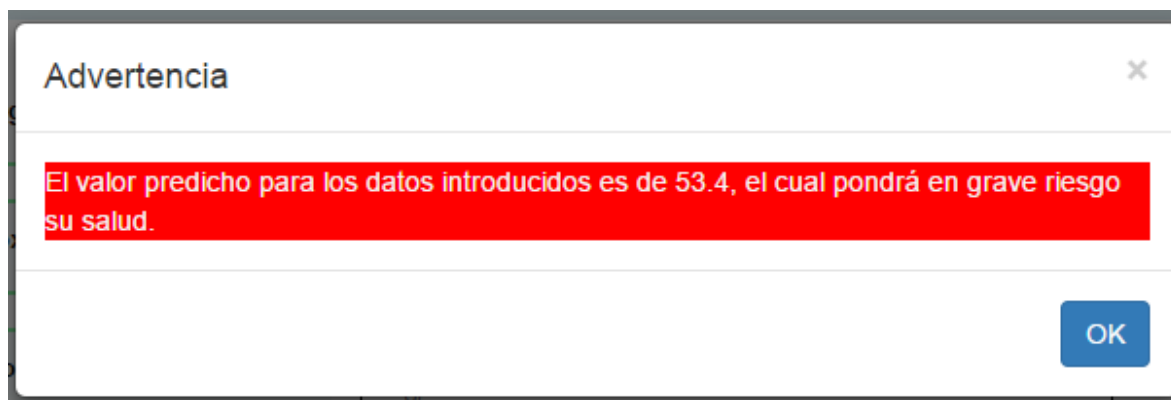 Advertencia
×
El valor predicho para los datos introducidos es de 53.4, el cual pondrá en grave riesgo
su salud.
OK